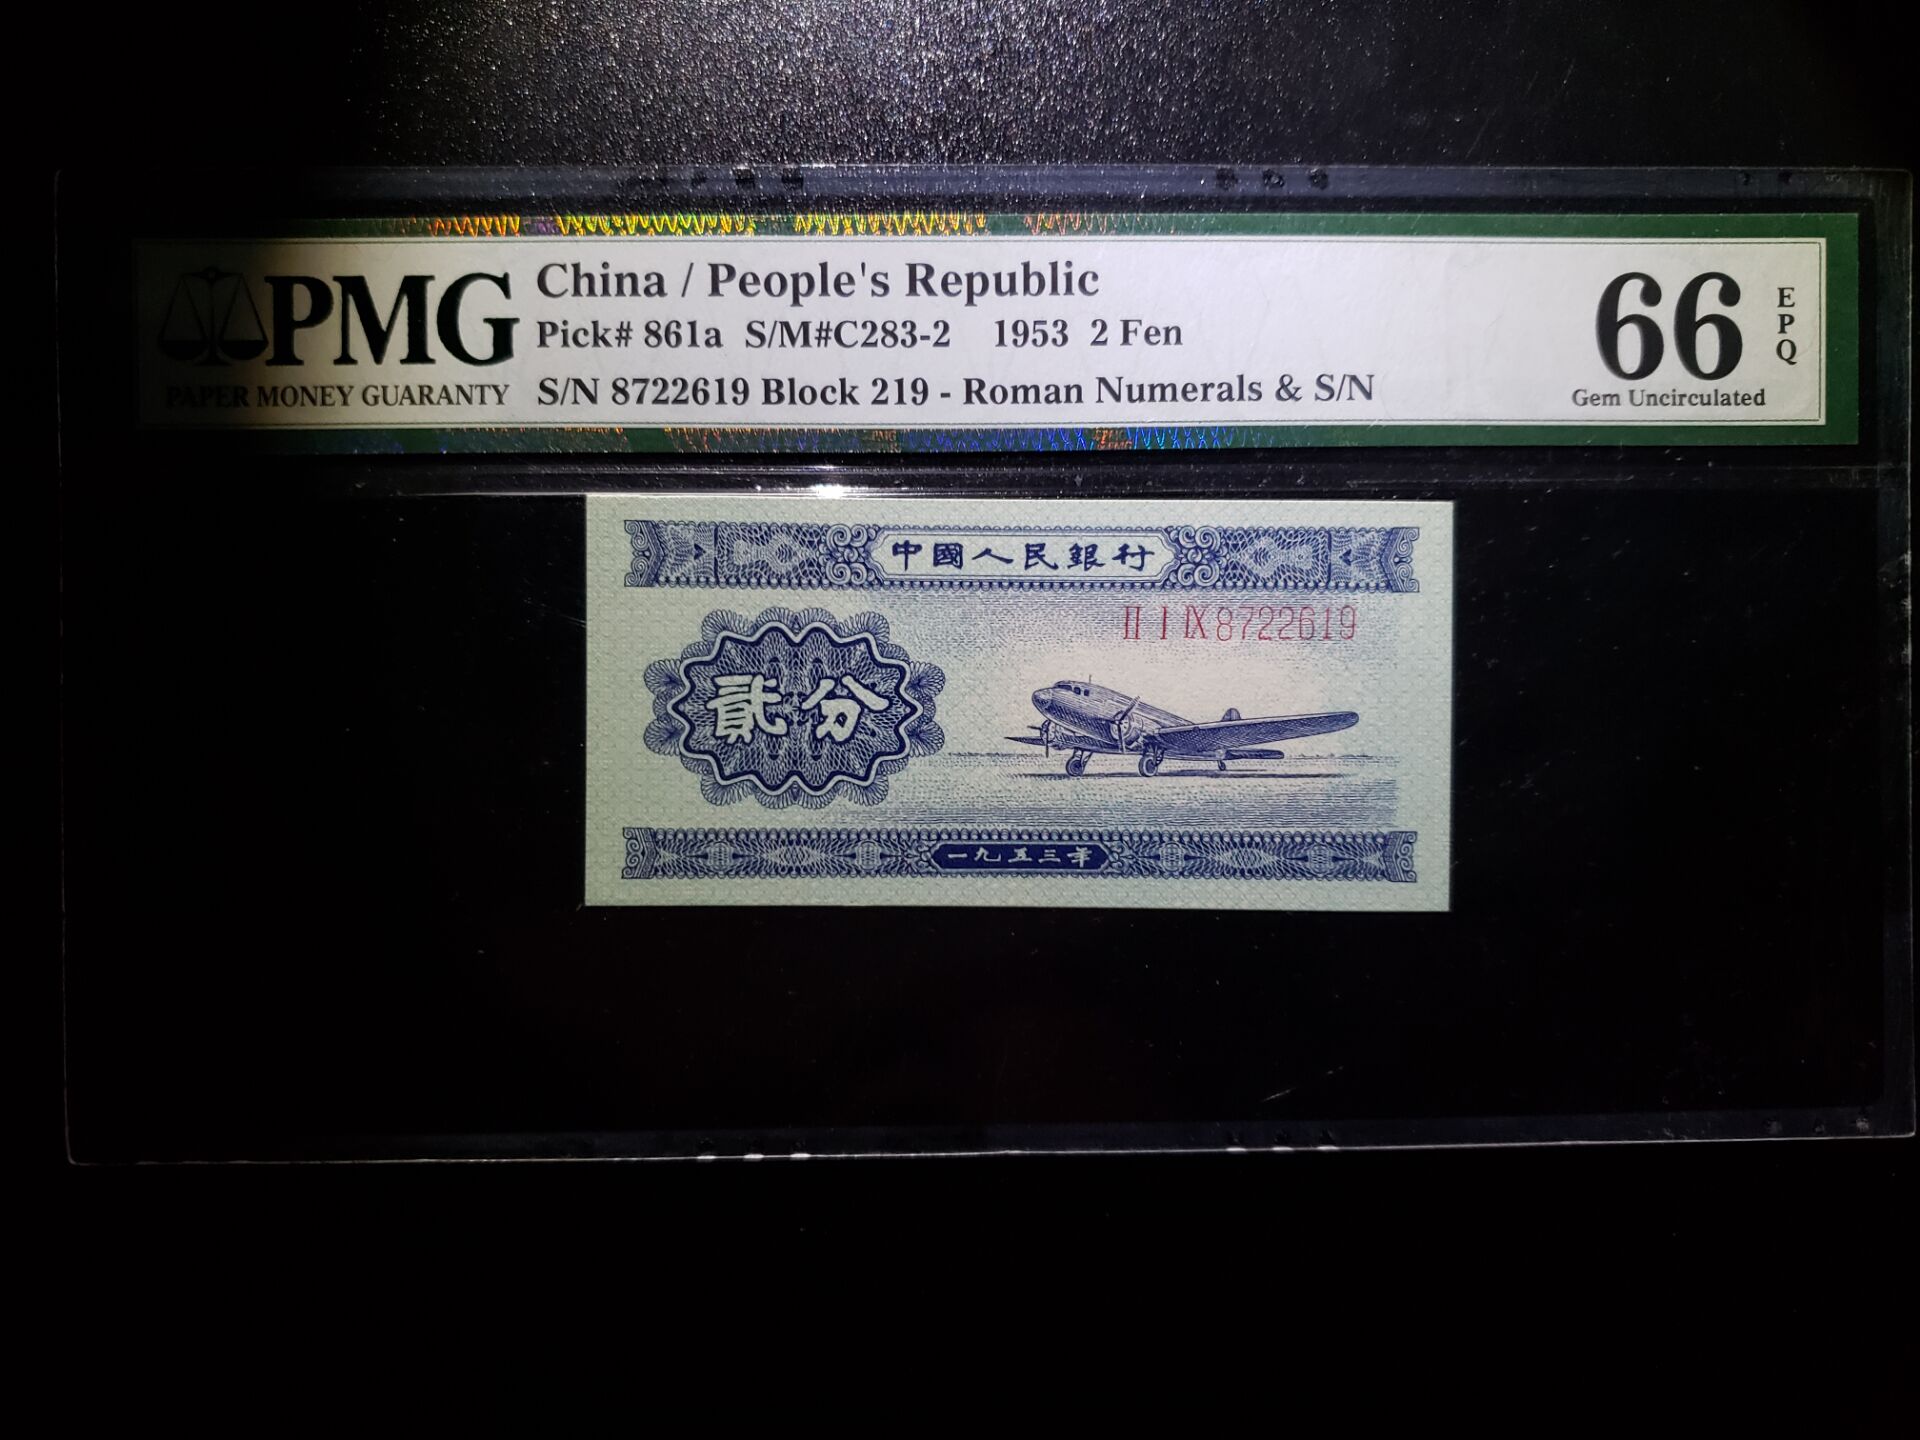 PMG
PAPER MONEY GUARANTY
China / People's Republic
Pick# 861a S/M#C283-2 1953 2 Fen
S/N 8722619 Block 219 - Roman Numerals & S/N
66
EPQ
Gem Uncirculated
中國人民銀行
II I IX 8722619
貳分
一九五三年